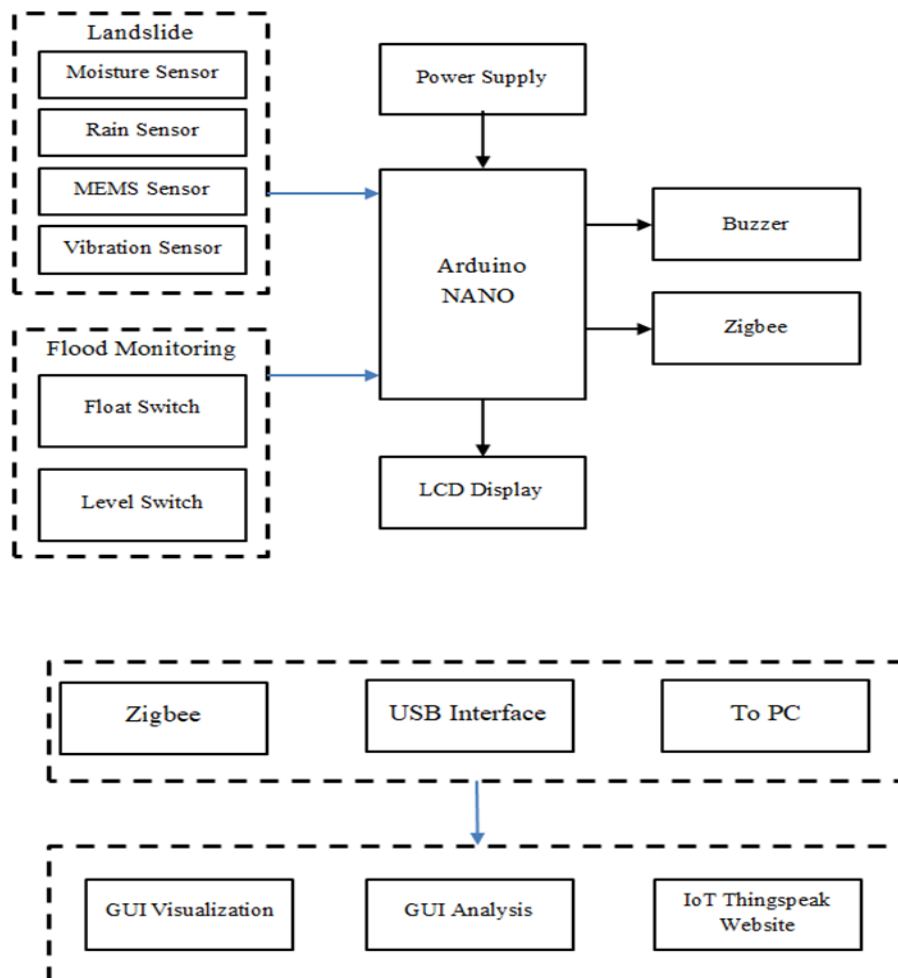 Landslide
Moisture Sensor
Rain Sensor
MEMS Sensor
Vibration Sensor
Flood Monitoring
Float Switch
Level Switch
Power Supply
Arduino
NANO
LCD Display
Buzzer
Zigbee
Zigbee
USB Interface
To PC
GUI Visualization
GUI Analysis
IoT Thingspeak
Website